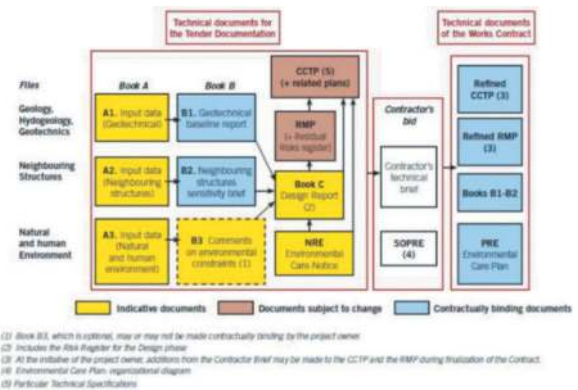 Technical documents for
the Tender Documentation
Technical documents
of the Works Contract
Files
Book A
Book B
CCTP (5)
(+ related plans)
Refined
CCTP (3)
Geology,
Hydogeology,
Geotechnics
A1. Input data
(Geotechnical)
B1. Geotechnical
baseline report
RMP
(+ Residual
Risks register)
Contractor's
bid
Refined RMP
(3)
Neighbouring
Structures
A2. Input data
(Neighbouring
structures)
B2. Neighbouring
structures
sensitivity brief
Book C
Design Report
(2)
Contractor's
technical
brief
Books B1-B2
Natural
and human
Environment
A3. Input data
(Natural
and human
environment)
B3 Comments
on environmental
constraints (1)
NRE
Environmental
Care Notice
SOPRE
(4)
PRE
Environmental
Care Plan
Indicative documents
Documents subject to change
Contractually binding documents
(1) Book B3, which is optional, may or may not be made contractually binding by the project owner
(2) Includes the Risk Register for the Design phase
(3) At the initiative of the project owner, additions from the Contractor Brief may be made to the CCTP and the RMP during finalization of the Contract.
(4) Environmental Care Plan: organizational diagram
(5) Particular Technical Specifications